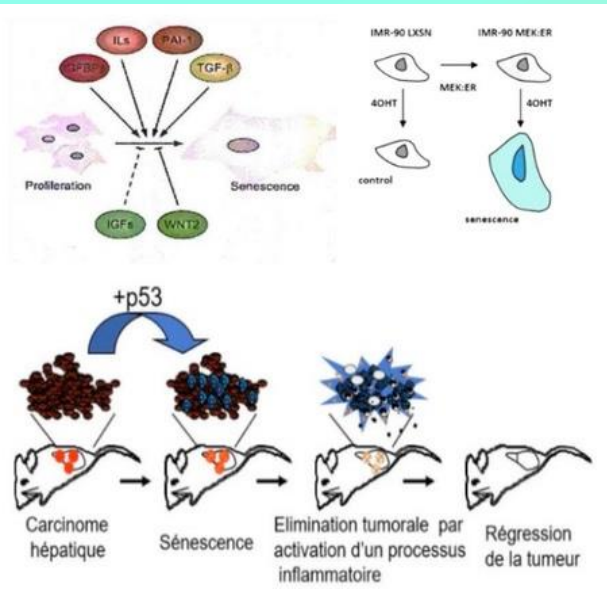 ILs
PAI-1
IGFBPs
TGF-β
Proliferation
Senescence
IGFs
WNT2
IMR-90 LXSN
IMR-90 MEK:ER
MEK:ER
4OHT
4OHT
control
senescence
+p53
Carcinome
hépatique
Sénescence
Elimination tumorale par
activation d'un processus
inflammatoire
Régression
de la tumeur